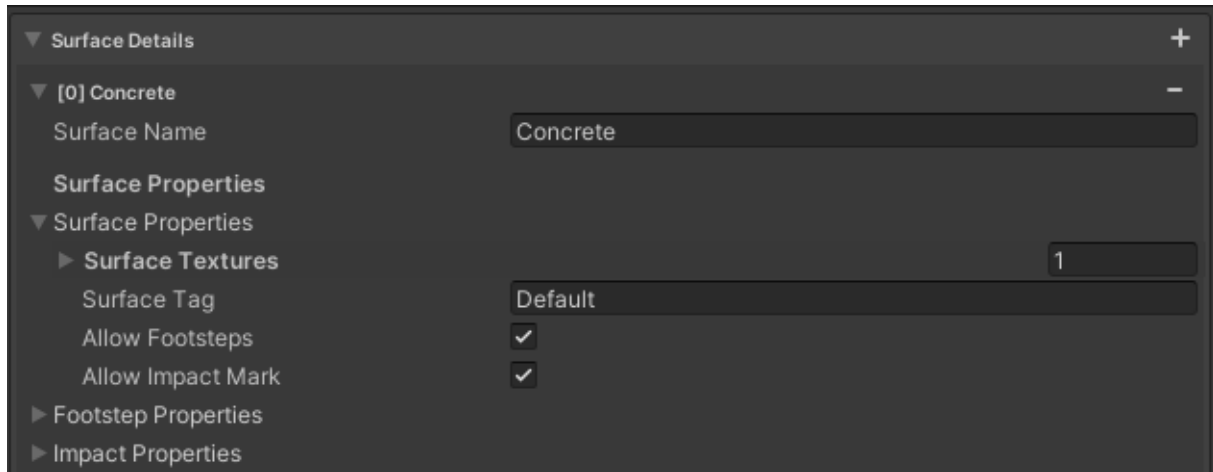 Surface Details +
[0] Concrete -
Surface Name Concrete
Surface Properties
Surface Properties
Surface Textures 1
Surface Tag Default
Allow Footsteps
Allow Impact Mark
Footstep Properties
Impact Properties